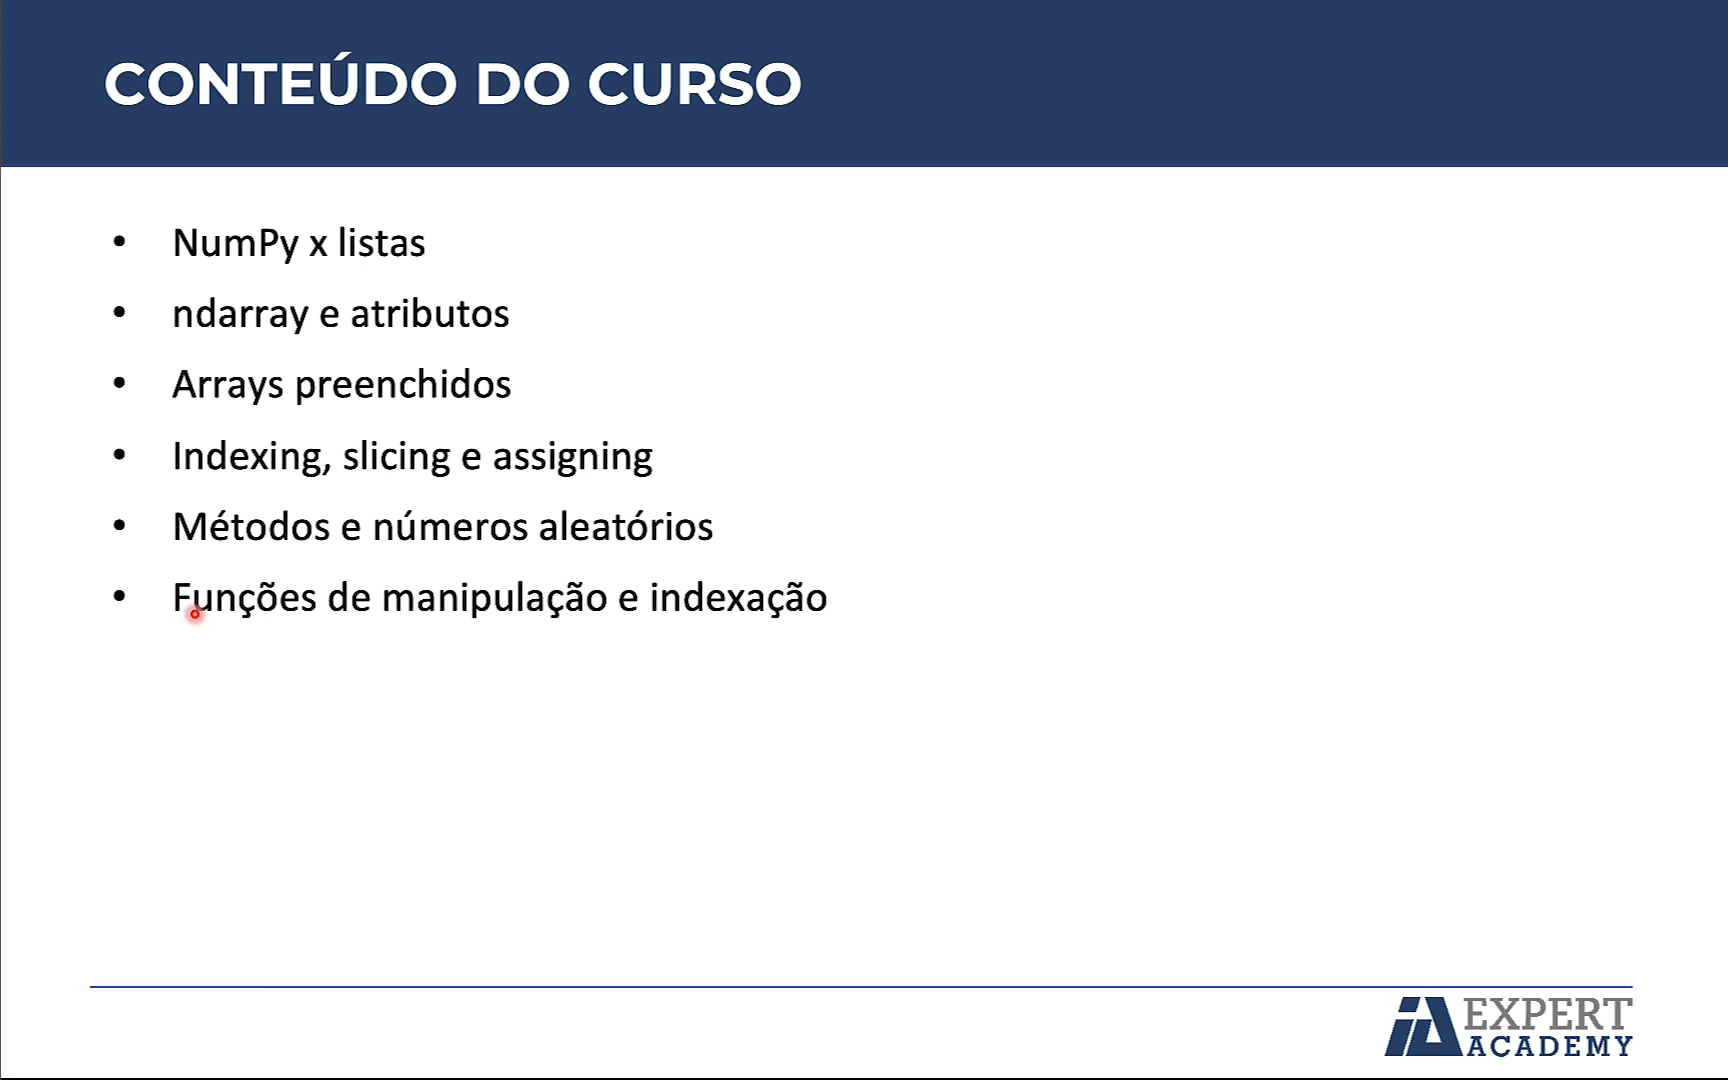 CONTEÚDO DO CURSO
• NumPy x listas
• ndarray e atributos
• Arrays preenchidos
• Indexing, slicing e assigning
• Métodos e números aleatórios
• Funções de manipulação e indexação
IA EXPERT
ACADEMY